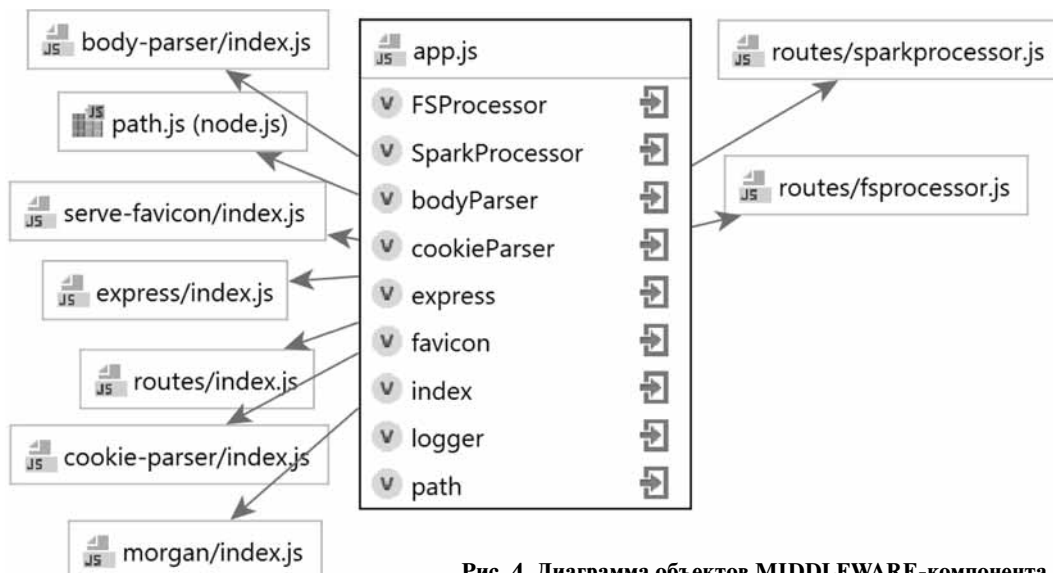 body-parser/index.js
path.js (node.js)
serve-favicon/index.js
express/index.js
routes/index.js
cookie-parser/index.js
morgan/index.js
app.js
V FSProcessor
V SparkProcessor
V bodyParser
V cookieParser
V express
V favicon
V index
V logger
V path
routes/sparkprocessor.js
routes/fsprocessor.js
Рис. 4. Диаграмма объектов MIDDLEWARE-компонента